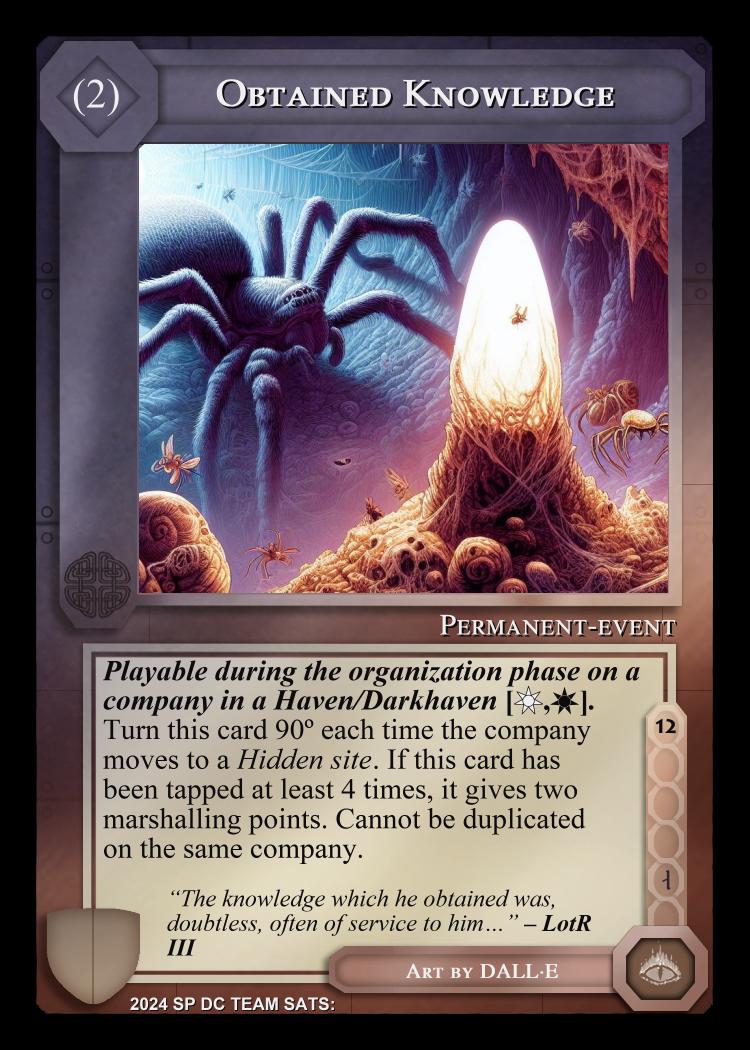 (2)
OBTAINED KNOWLEDGE
PERMANENT-EVENT
Playable during the organization phase on a
company in a Haven/Darkhaven [☼,✷].
Turn this card 90º each time the company
moves to a Hidden site. If this card has
been tapped at least 4 times, it gives two
marshalling points. Cannot be duplicated
on the same company.
12
“The knowledge which he obtained was,
doubtless, often of service to him…” – LotR
III
ART BY DALL·E
2024 SP DC TEAM SATS: